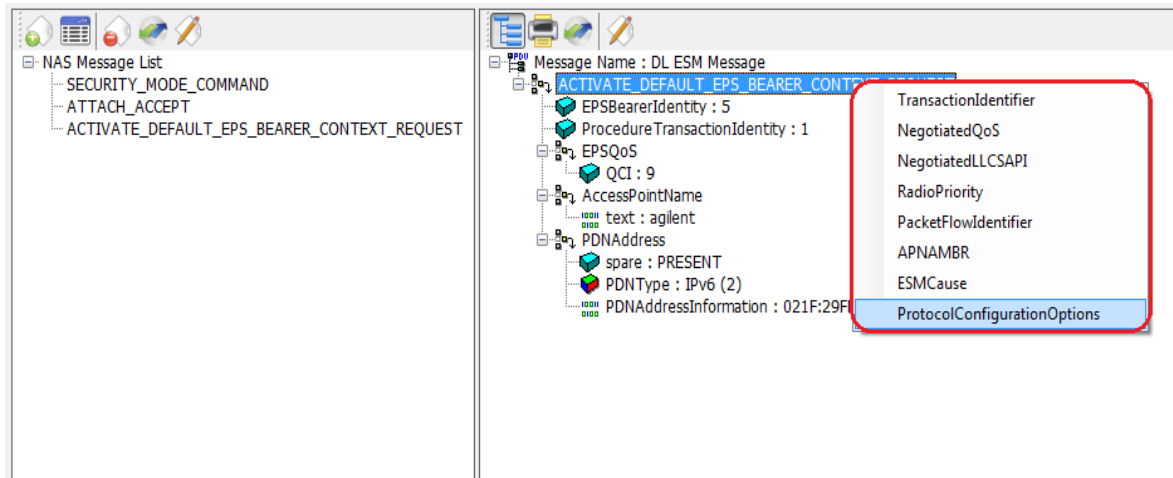 NAS Message List
SECURITY_MODE_COMMAND
ATTACH_ACCEPT
ACTIVATE_DEFAULT_EPS_BEARER_CONTEXT_REQUEST
PDU
Message Name : DL ESM Message
ACTIVATE_DEFAULT_EPS_BEARER
EPSBearerIdentity : 5
ProcedureTransactionIdentity : 1
EPSQoS
QCI : 9
AccessPointName
text : agilent
PDNAddress
spare : PRESENT
PDNType : IPv6 (2)
PDNAddressInformation : 021F:29F
TransactionIdentifier
NegotiatedQoS
NegotiatedLLCSAPI
RadioPriority
PacketFlowIdentifier
APNAMBR
ESMCause
ProtocolConfigurationOptions